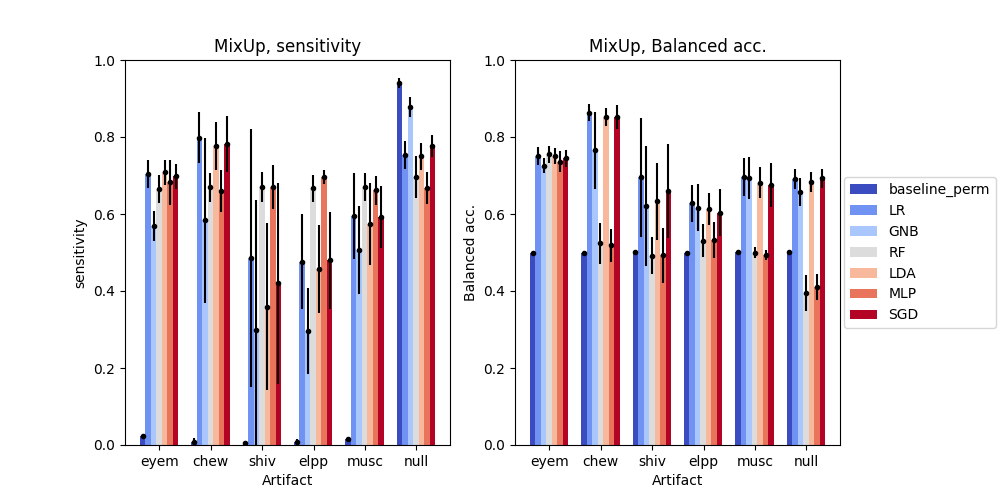 MixUp, sensitivity
sensitivity
1.0
0.8
0.6
0.4
0.2
0.0
eyem chew shiv elpp musc null
Artifact
MixUp, Balanced acc.
Balanced acc.
1.0
0.8
0.6
0.4
0.2
0.0
eyem chew shiv elpp musc null
Artifact
baseline_perm
LR
GNB
RF
LDA
MLP
SGD